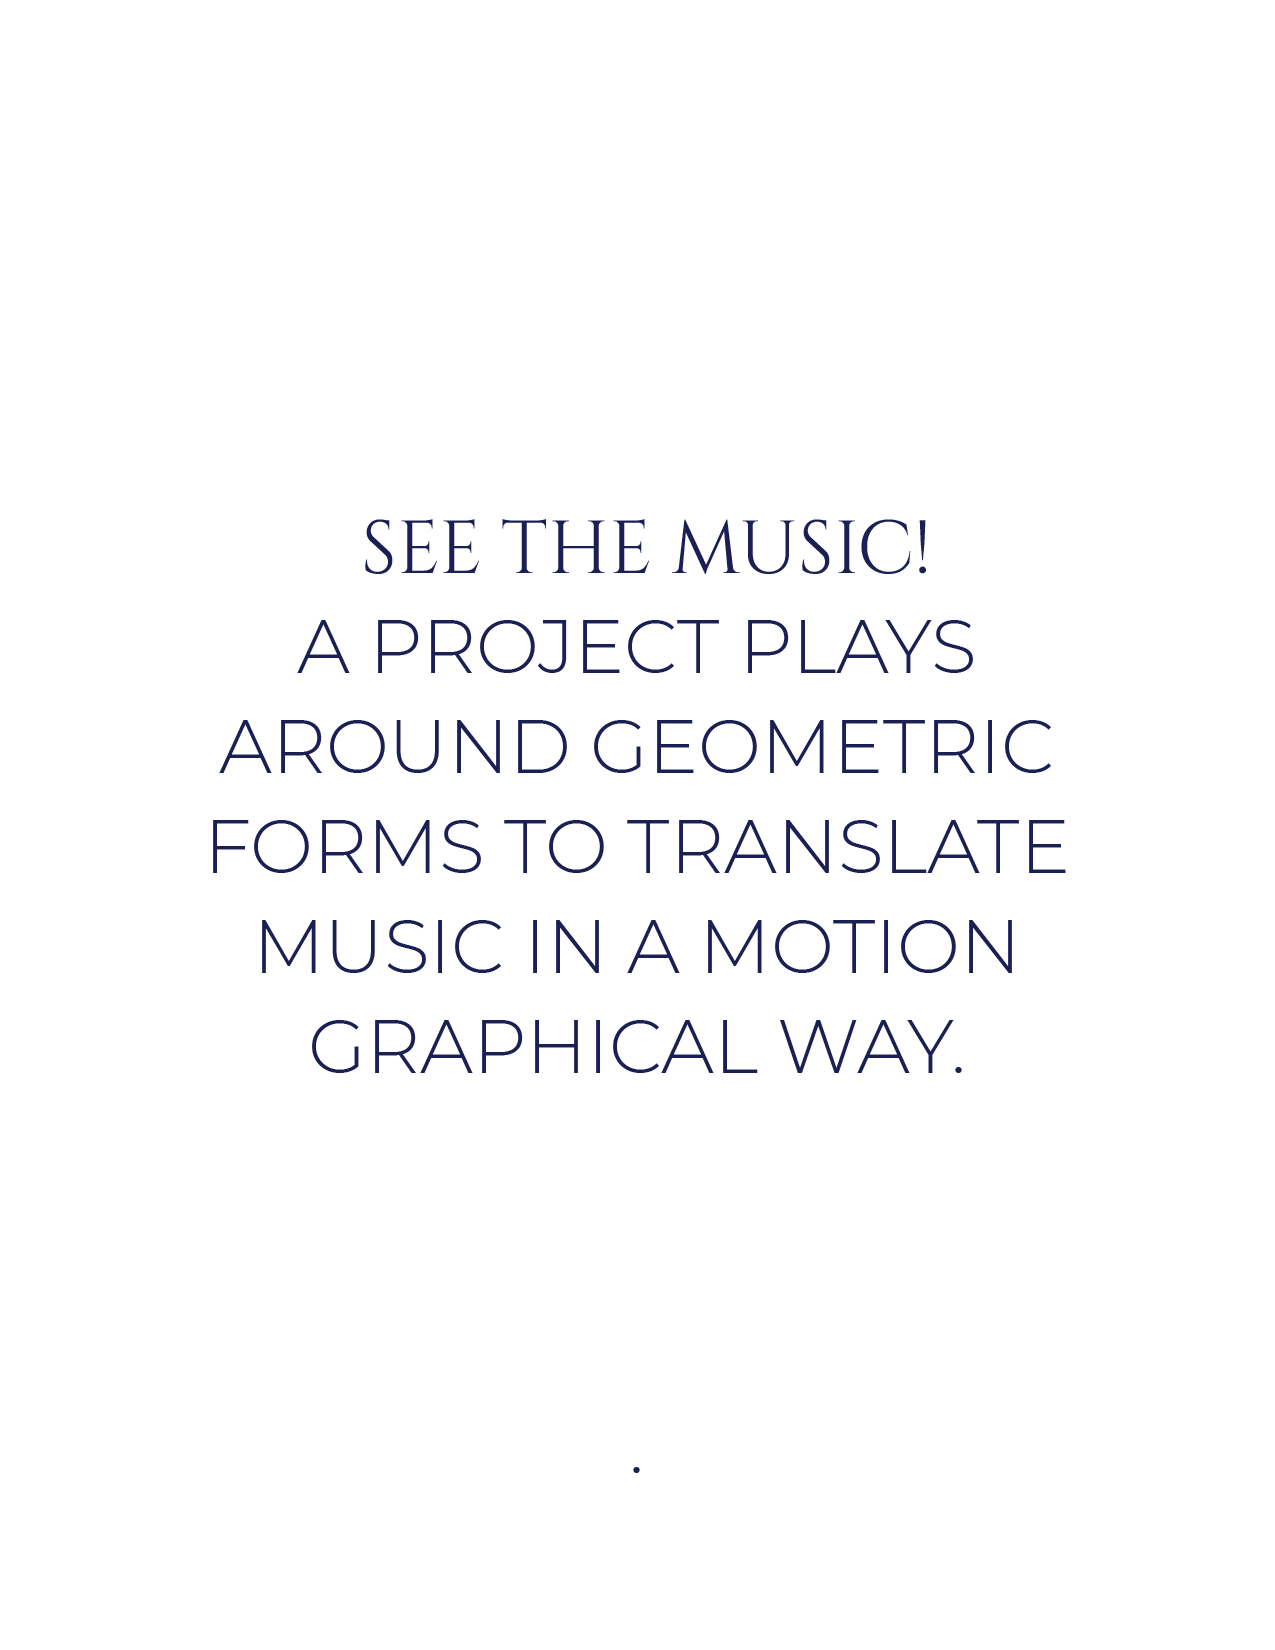 SEE THE MUSIC!
A PROJECT PLAYS
AROUND GEOMETRIC
FORMS TO TRANSLATE
MUSIC IN A MOTION
GRAPHICAL WAY.
.